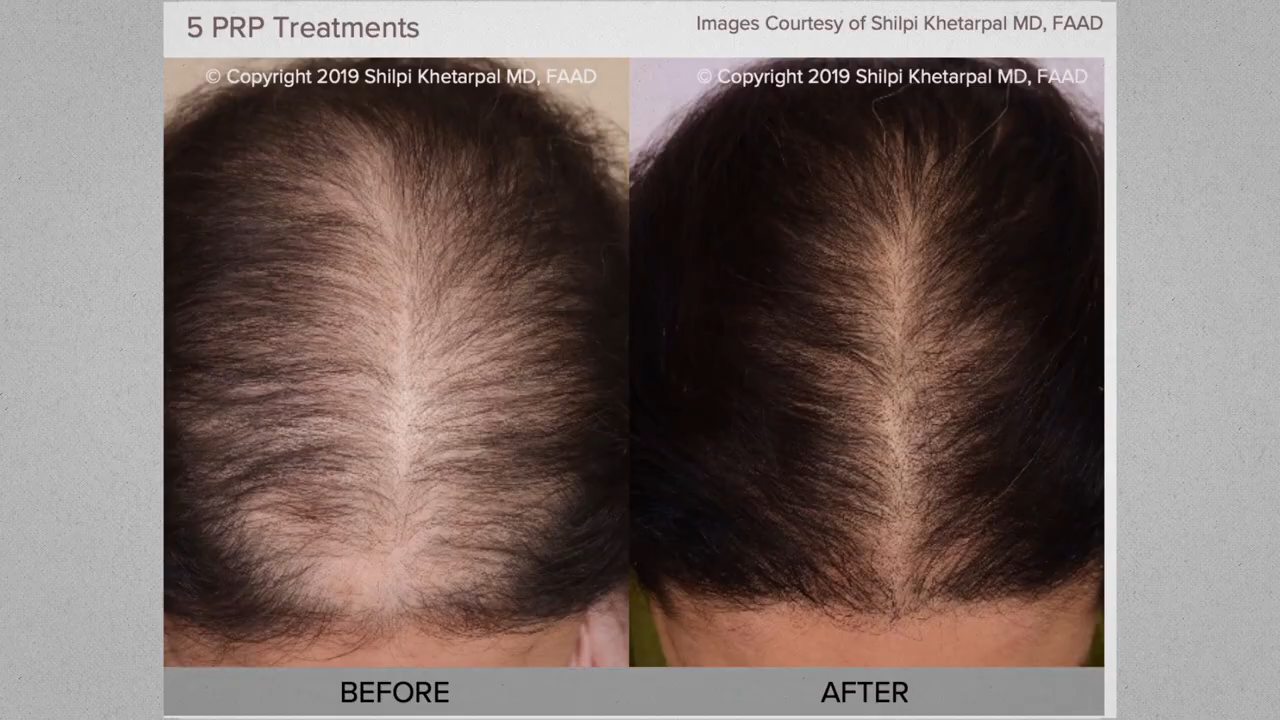 5 PRP Treatments
Images Courtesy of Shilpi Khetarpal MD, FAAD
© Copyright 2019 Shilpi Khetarpal MD, FAAD
© Copyright 2019 Shilpi Khetarpal MD, FAAD
BEFORE
AFTER